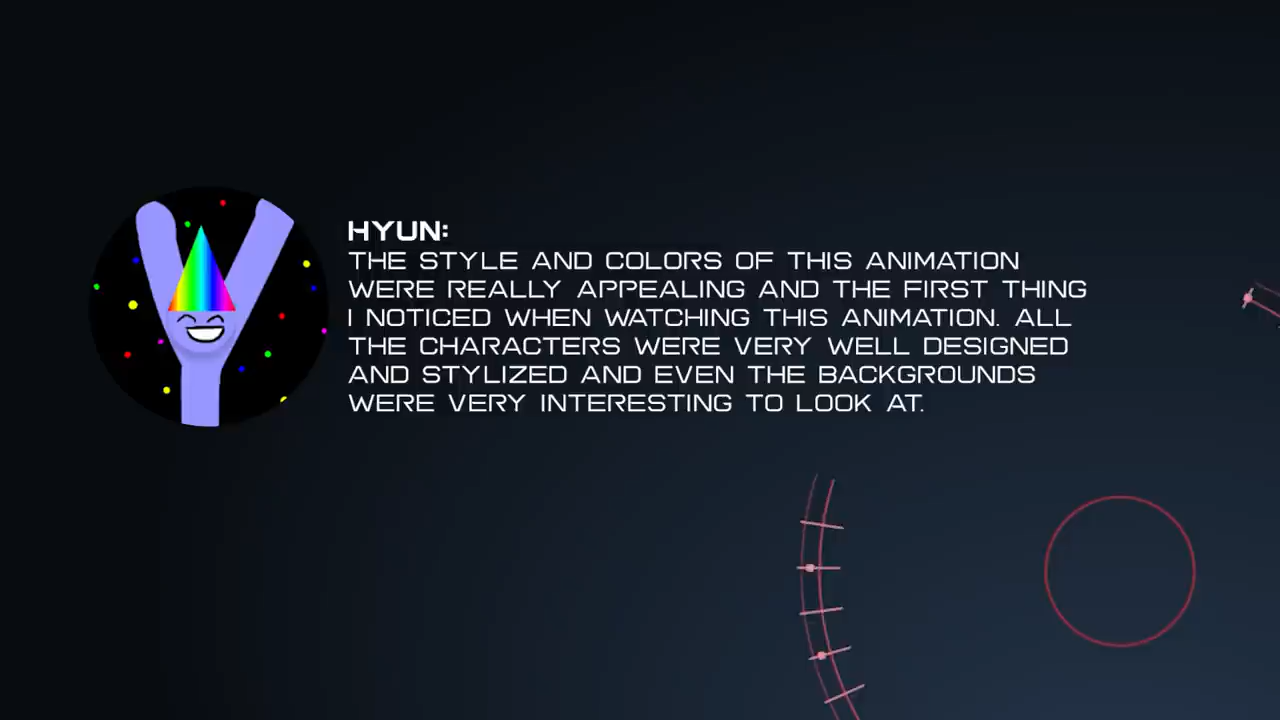 HYUN:
THE STYLE AND COLORS OF THIS ANIMATION
WERE REALLY APPEALING AND THE FIRST THING
I NOTICED WHEN WATCHING THIS ANIMATION. ALL
THE CHARACTERS WERE VERY WELL DESIGNED
AND STYLIZED AND EVEN THE BACKGROUNDS
WERE VERY INTERESTING TO LOOK AT.